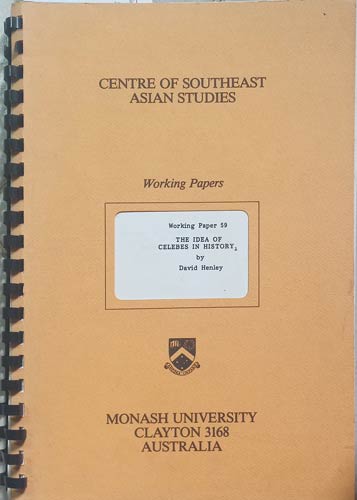 CENTRE OF SOUTHEAST
ASIAN STUDIES
Working Papers
Working Paper 59
THE IDEA OF
CELEBES IN HISTORY
by
David Henley
MONASH UNIVERSITY
CLAYTON 3168
AUSTRALIA